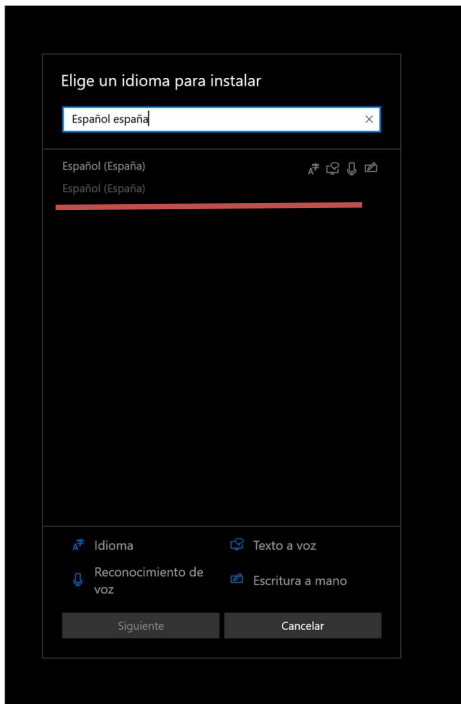 Elige un idioma para instalar
Español españa
Español (España)
Español (España)
Idioma
Texto a voz
Reconocimiento de
voz
Escritura a mano
Siguiente
Cancelar